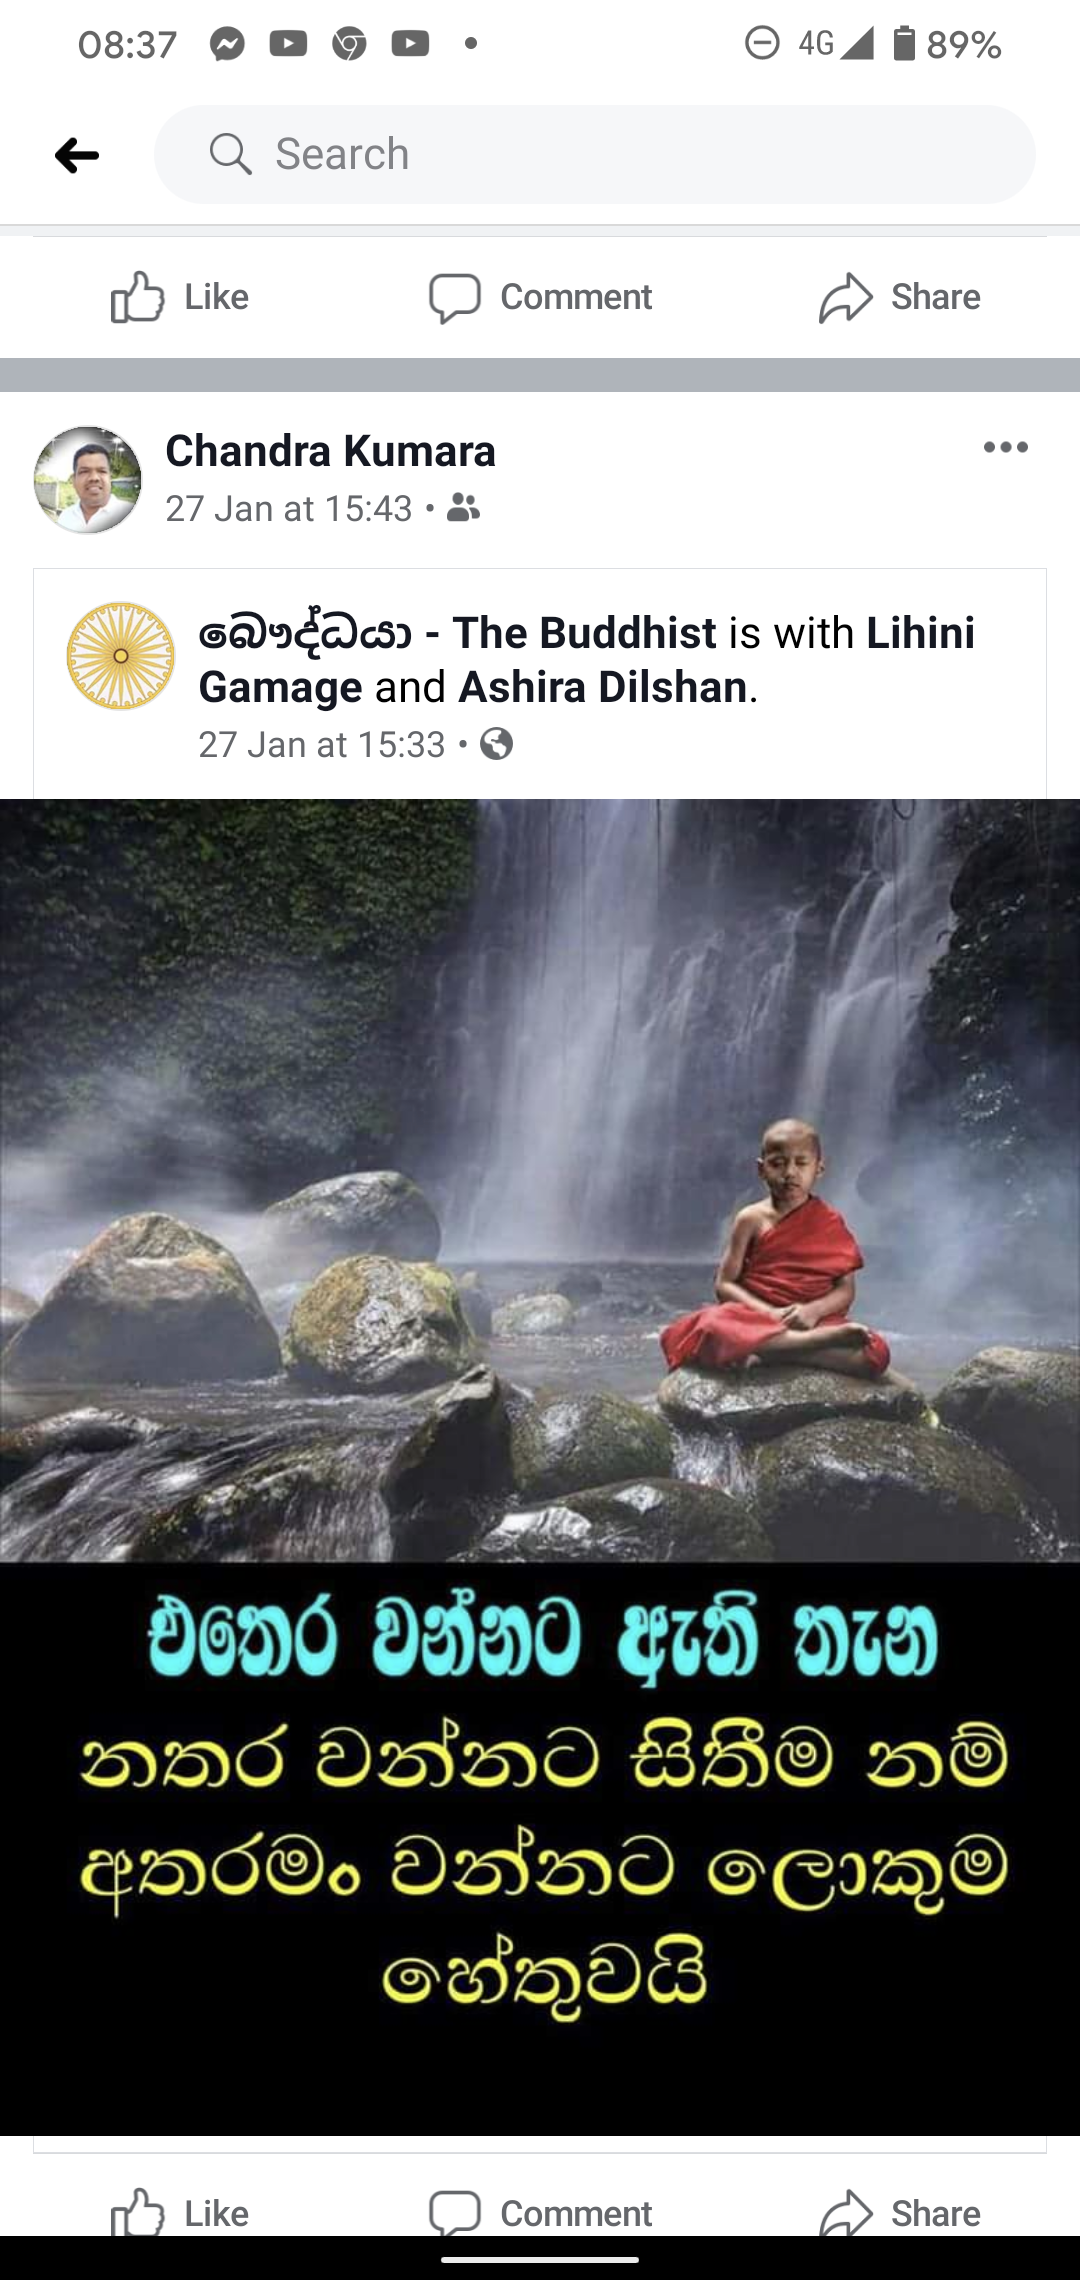 08:37 4G 89%
Search
Like Comment Share
Chandra Kumara
27 Jan at 15:43
බෞද්ධයා - The Buddhist is with Lihini
Gamage and Ashira Dilshan.
27 Jan at 15:33
එතෙර වන්නට ඇති තැන
නතර වන්නට සිතීම නම්
අතරමං වන්නට ලොකුම
හේතුවයි
Like Comment Share